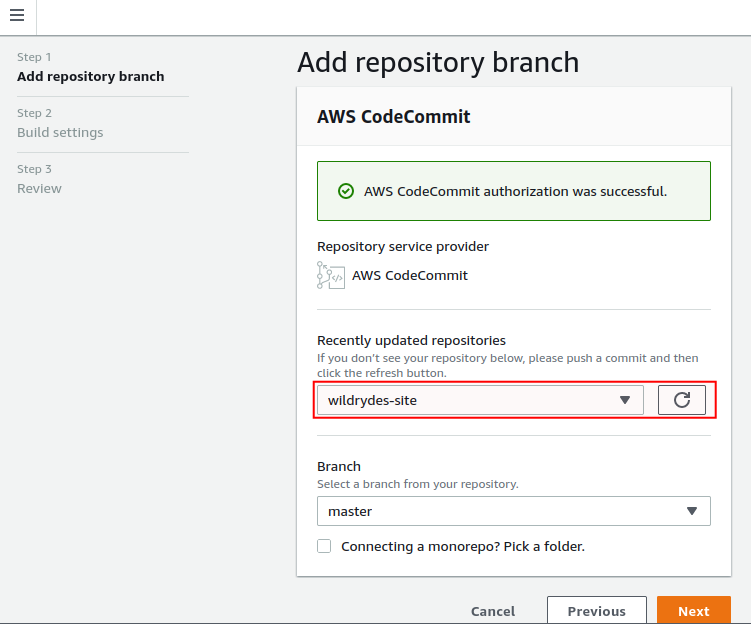 Step 1
Add repository branch
Step 2
Build settings
Step 3
Review
Add repository branch
AWS CodeCommit
AWS CodeCommit authorization was successful.
Repository service provider
AWS CodeCommit
Recently updated repositories
If you don't see your repository below, please push a commit and then
click the refresh button.
wildrydes-site
Branch
Select a branch from your repository.
master
Connecting a monorepo? Pick a folder.
Cancel
Previous
Next